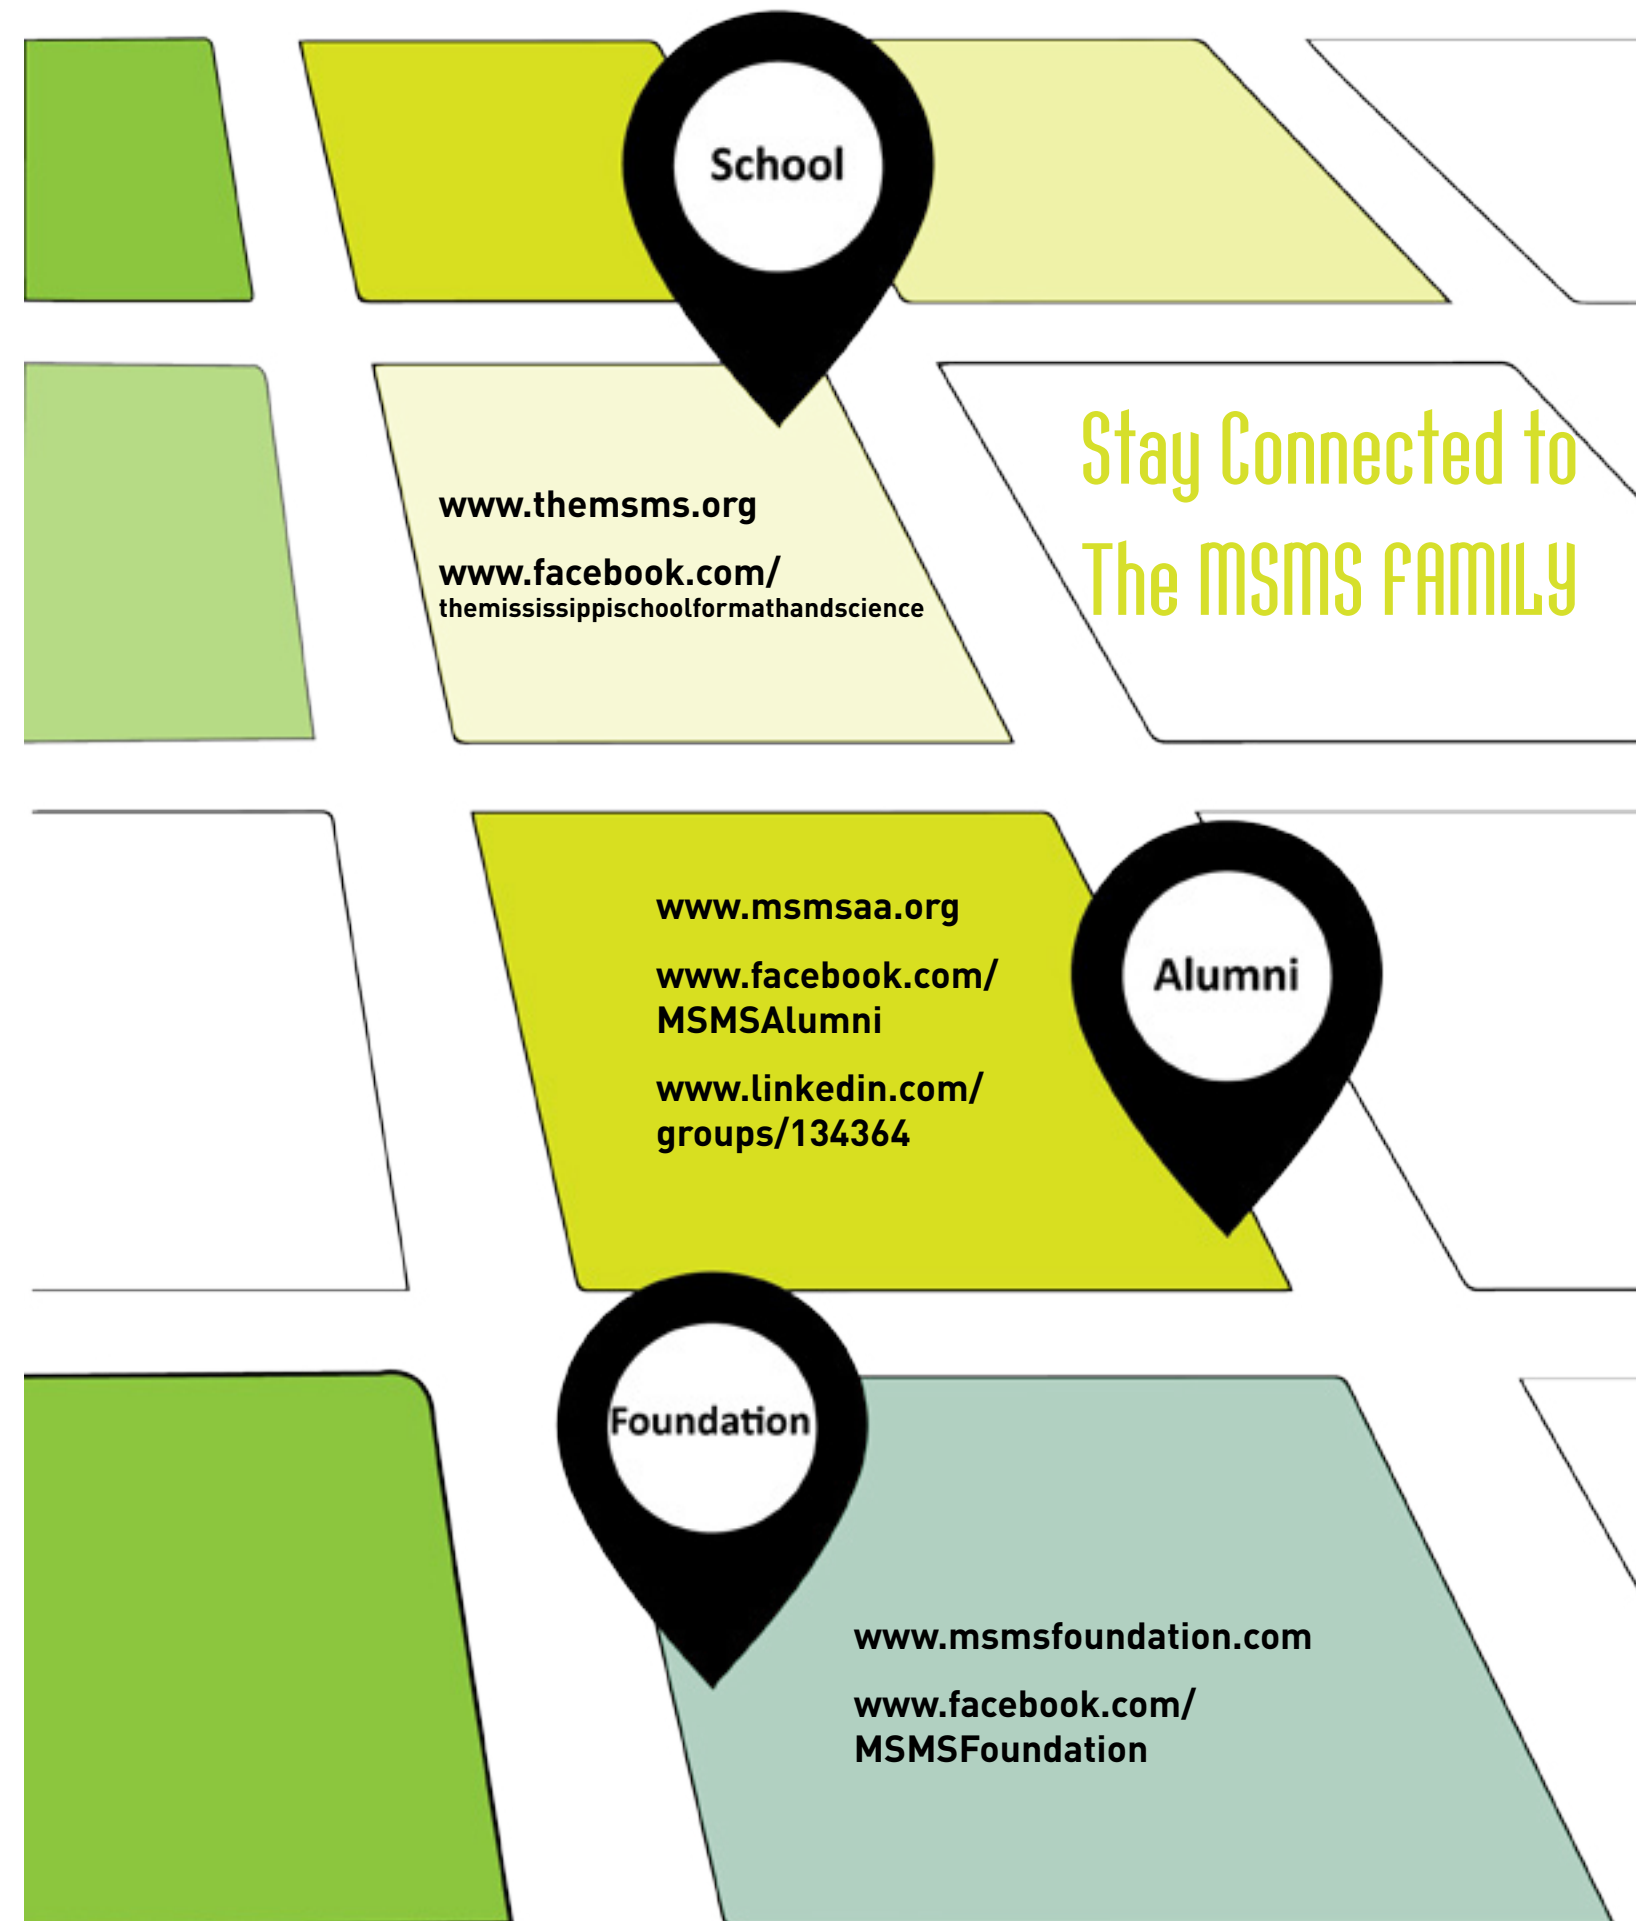 School
Stay Connected to
The MSMS FAMILY
www.themsms.org
www.facebook.com/
themississippischoolformathandscience
www.msmsaa.org
www.facebook.com/
MSMSAlumni
www.linkedin.com/
groups/134364
Alumni
Foundation
www.msmsfoundation.com
www.facebook.com/
MSMSFoundation